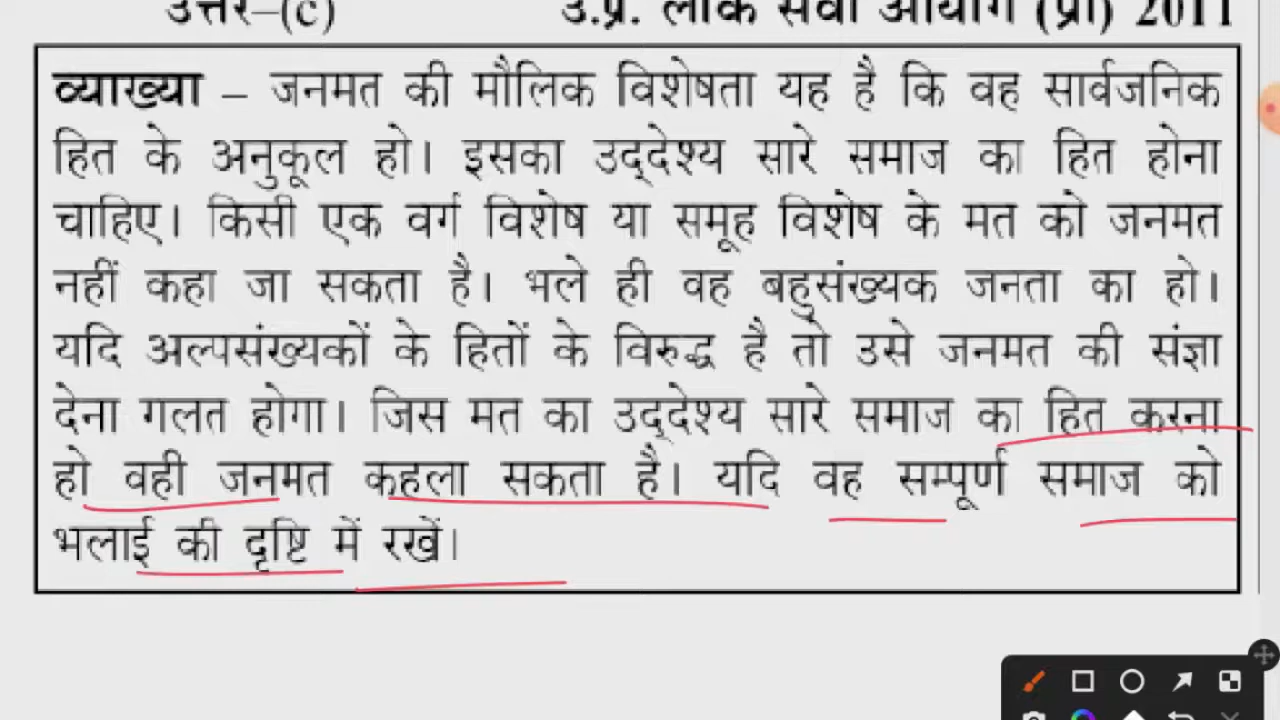 उत्तर–(c) उ.प्र. लोक सेवा आयोग (प्रा) 2011
व्याख्या – जनमत की मौलिक विशेषता यह है कि वह सार्वजनिक
हित के अनुकूल हो। इसका उद्देश्य सारे समाज का हित होना
चाहिए। किसी एक वर्ग विशेष या समूह विशेष के मत को जनमत
नहीं कहा जा सकता है। भले ही वह बहुसंख्यक जनता का हो।
यदि अल्पसंख्यकों के हितों के विरुद्ध है तो उसे जनमत की संज्ञा
देना गलत होगा। जिस मत का उद्देश्य सारे समाज का हित करना
हो वही जनमत कहला सकता है। यदि वह सम्पूर्ण समाज को
भलाई की दृष्टि में रखें।